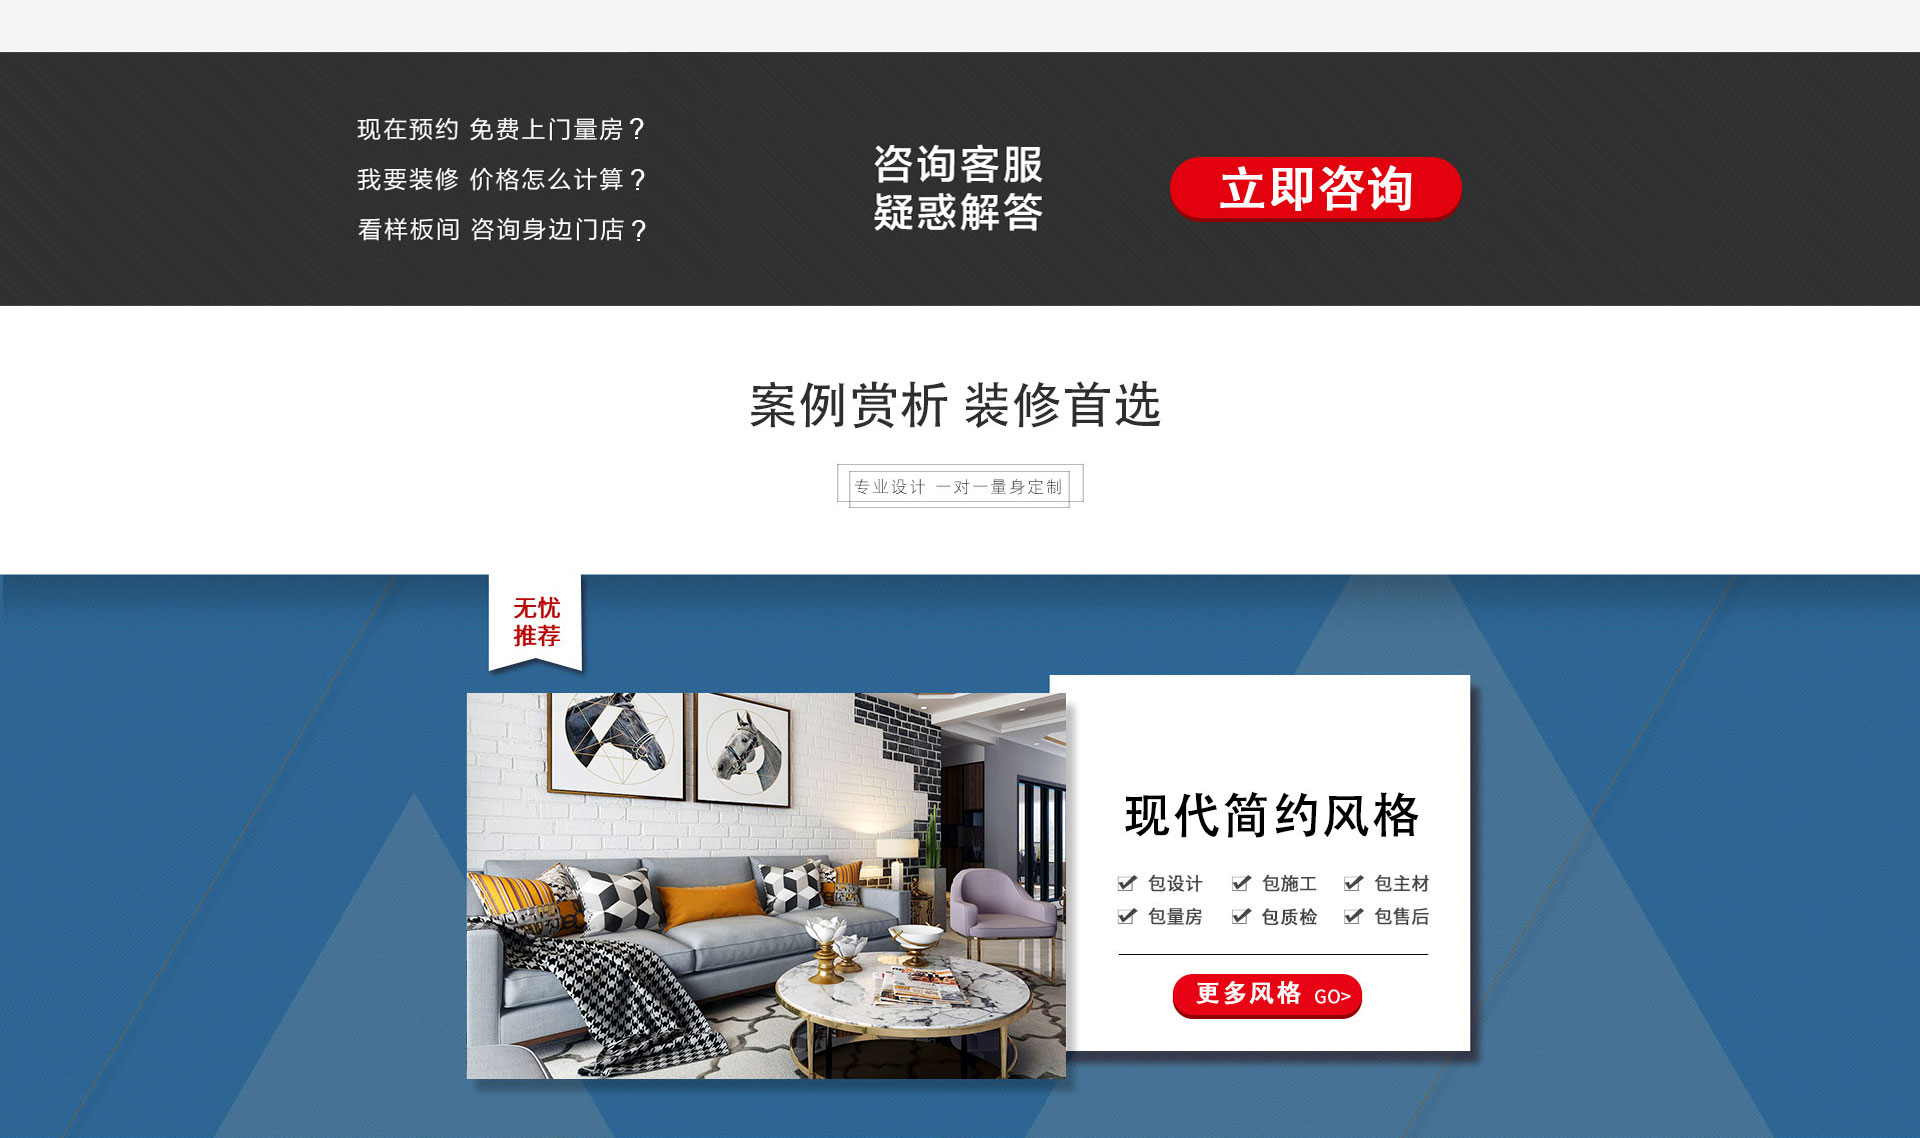 现在预约 免费上门量房？
我要装修 价格怎么计算？
看样板间 咨询身边门店？
咨询客服
疑惑解答
立即咨询
案例赏析 装修首选
专业设计 一对一量身定制
无忧
推荐
现代简约风格
包设计 包施工 包主材
包量房 包质检 包售后
更多风格 GO>